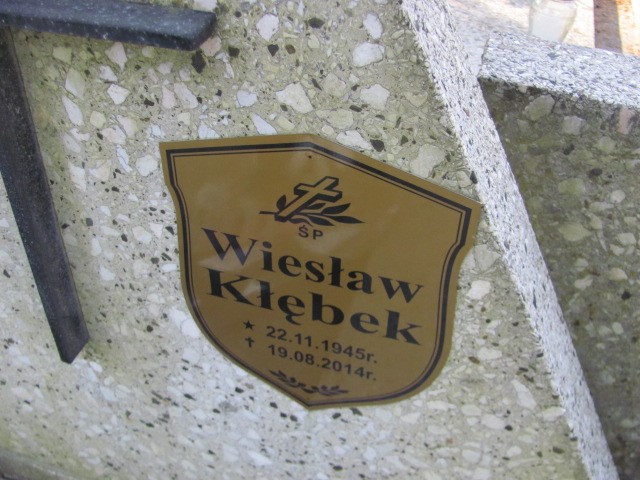 ŚP
Wiesław
Kłębek
★ 22.11.1945r.
✝ 19.08.2014r.